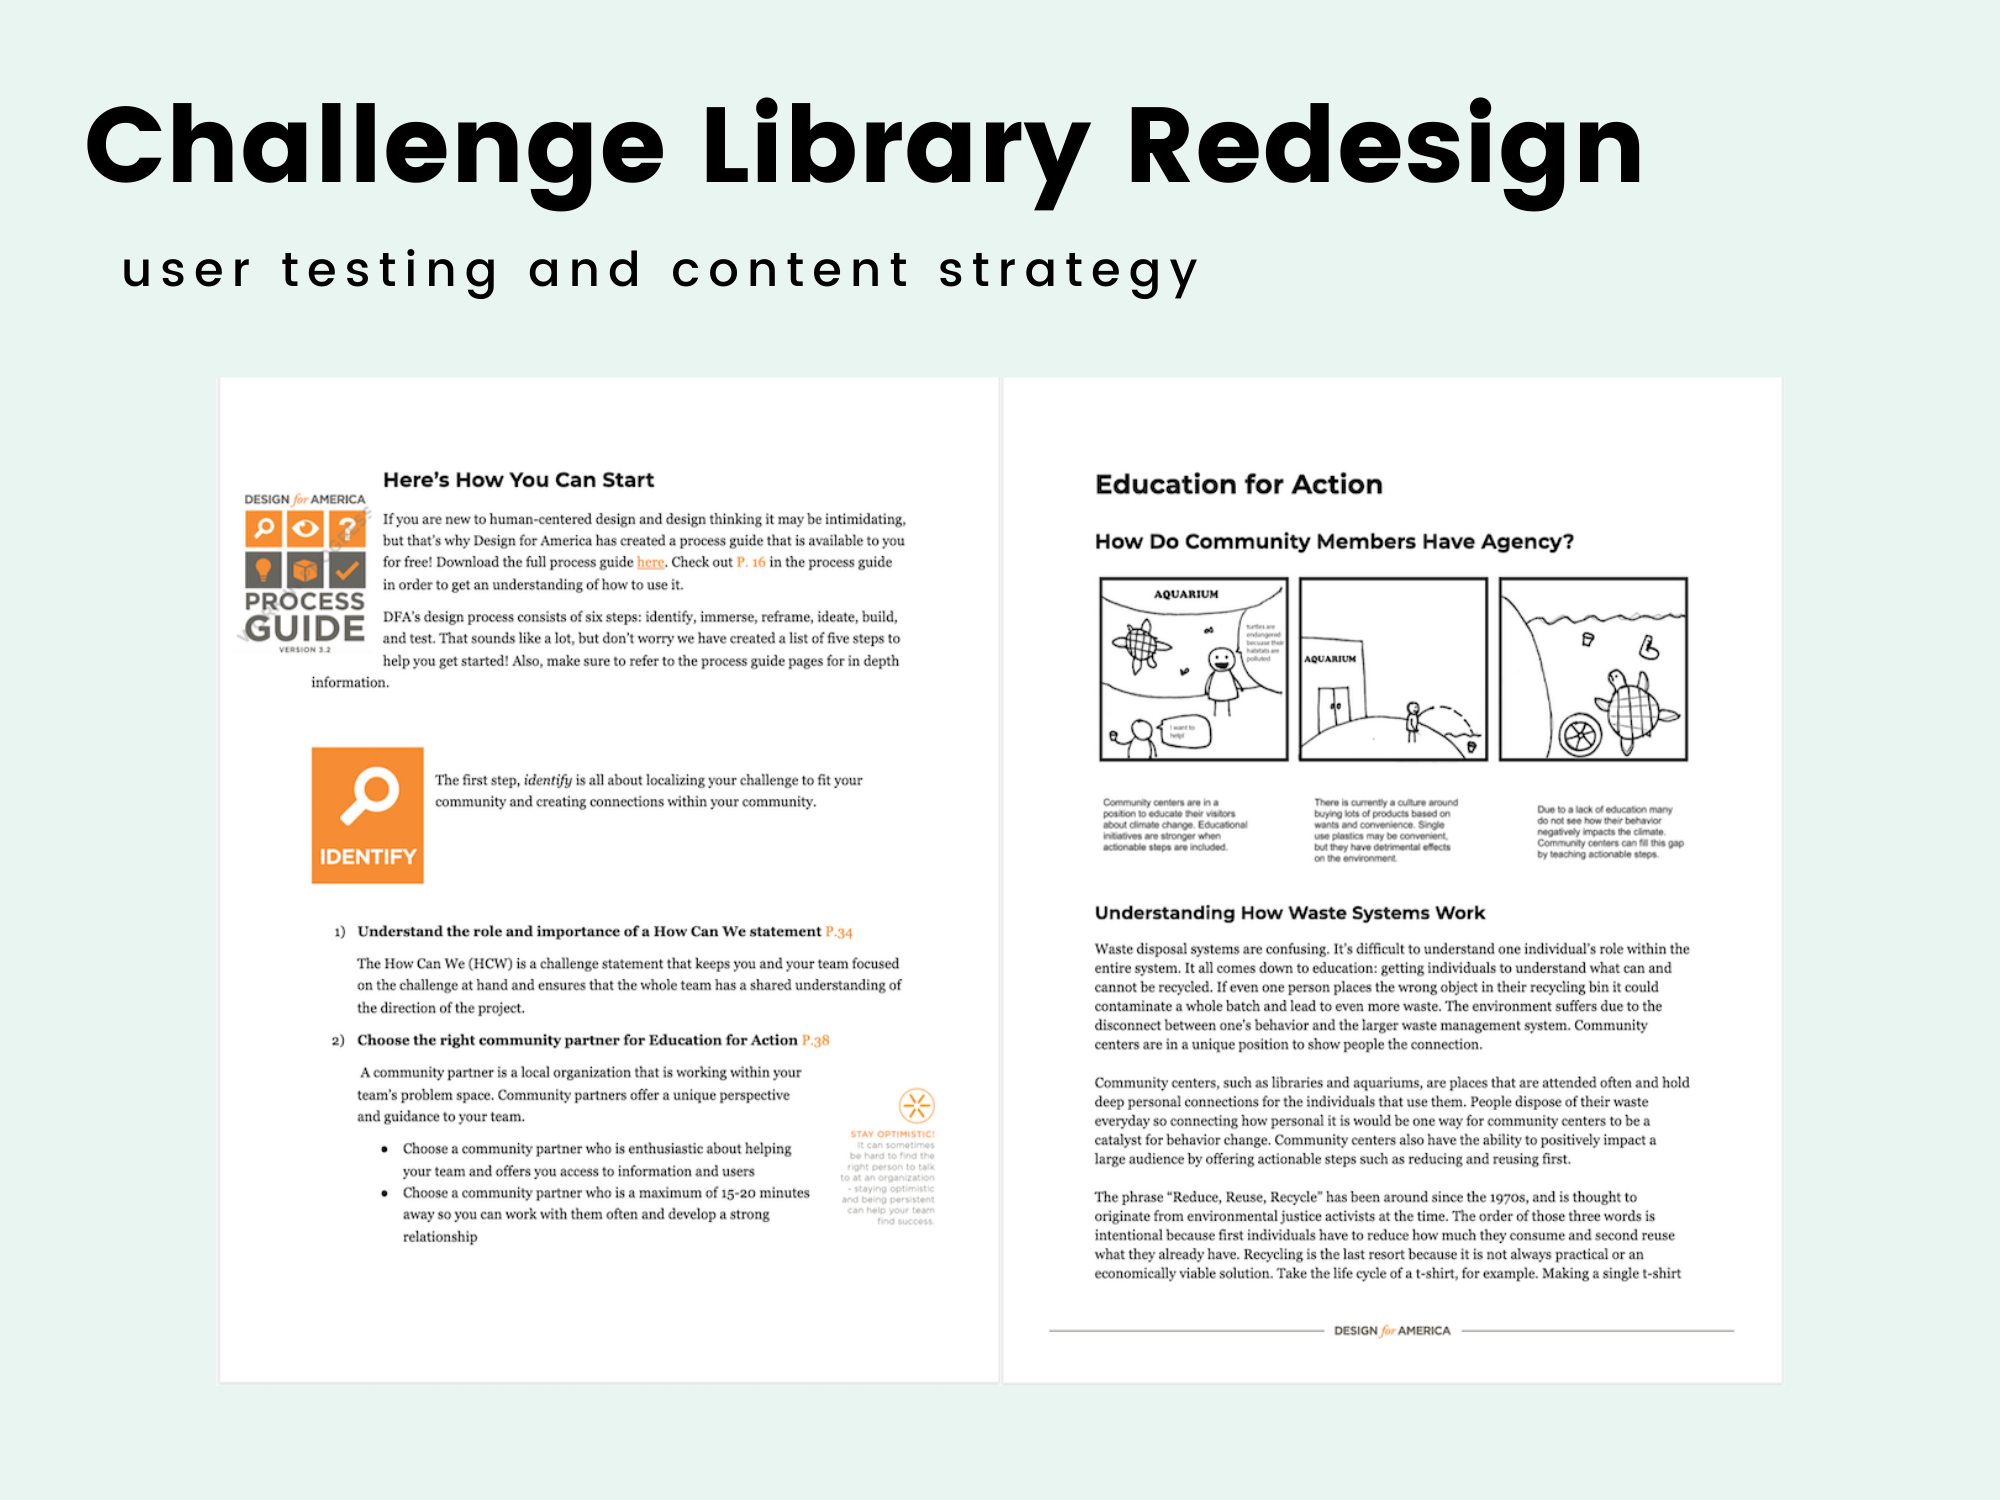 Challenge Library Redesign
user testing and content strategy
Here's How You Can Start
DESIGN for AMERICA
PROCESS
GUIDE
VERSION 3.2
If you are new to human-centered design and design thinking it may be intimidating,
but that's why Design for America has created a process guide that is available to you
for free! Download the full process guide here. Check out P. 16 in the process guide
in order to get an understanding of how to use it.
DFA's design process consists of six steps: identify, immerse, reframe, ideate, build,
and test. That sounds like a lot, but don't worry we have created a list of five steps to
help you get started! Also, make sure to refer to the process guide pages for in depth
information.
IDENTIFY
The first step, identify is all about localizing your challenge to fit your
community and creating connections within your community.
1) Understand the role and importance of a How Can We statement P.34
The How Can We (HCW) is a challenge statement that keeps you and your team focused
on the challenge at hand and ensures that the whole team has a shared understanding of
the direction of the project.
2) Choose the right community partner for Education for Action P.38
A community partner is a local organization that is working within your
team's problem space. Community partners offer a unique perspective
and guidance to your team.
• Choose a community partner who is enthusiastic about helping
your team and offers you access to information and users
• Choose a community partner who is a maximum of 15-20 minutes
away so you can work with them often and develop a strong
relationship
STAY OPTIMISTIC!
It can sometimes
be hard to find the
right person to talk
to at an organization
- staying optimistic
and being persistent
can help your team
find success.
Education for Action
How Do Community Members Have Agency?
AQUARIUM
turtles are
endangered
because their
habitats are
polluted
I want to
help!
AQUARIUM
Community centers are in a
position to educate their visitors
about climate change. Educational
initiatives are stronger when
actionable steps are included.
There is currently a culture around
buying lots of products based on
wants and convenience. Single
use plastics may be convenient,
but they have detrimental effects
on the environment.
Due to a lack of education many
do not see how their behavior
negatively impacts the climate.
Community centers can fill this gap
by teaching actionable steps.
Understanding How Waste Systems Work
Waste disposal systems are confusing. It's difficult to understand one individual's role within the
entire system. It all comes down to education: getting individuals to understand what can and
cannot be recycled. If even one person places the wrong object in their recycling bin it could
contaminate a whole batch and lead to even more waste. The environment suffers due to the
disconnect between one's behavior and the larger waste management system. Community
centers are in a unique position to show people the connection.
Community centers, such as libraries and aquariums, are places that are attended often and hold
deep personal connections for the individuals that use them. People dispose of their waste
everyday so connecting how personal it is would be one way for community centers to be a
catalyst for behavior change. Community centers also have the ability to positively impact a
large audience by offering actionable steps such as reducing and reusing first.
The phrase “Reduce, Reuse, Recycle” has been around since the 1970s, and is thought to
originate from environmental justice activists at the time. The order of those three words is
intentional because first individuals have to reduce how much they consume and second reuse
what they already have. Recycling is the last resort because it is not always practical or an
economically viable solution. Take the life cycle of a t-shirt, for example. Making a single t-shirt
DESIGN for AMERICA